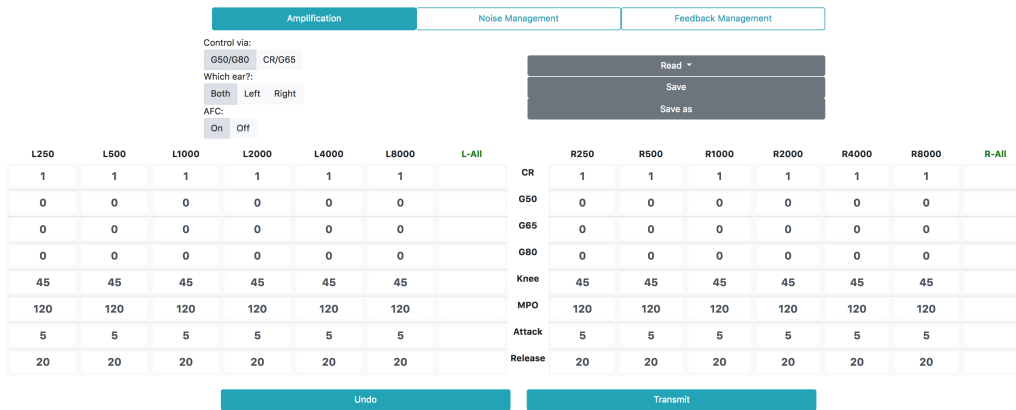 Amplification Noise Management Feedback Management
Control via:
G50/G80 CR/G65
Which ear?:
Both Left Right
AFC:
On Off
Read
Save
Save as
L250 L500 L1000 L2000 L4000 L8000 L-All R250 R500 R1000 R2000 R4000 R8000 R-All
1 1 1 1 1 1 CR 1 1 1 1 1 1
0 0 0 0 0 0 G50 0 0 0 0 0 0
0 0 0 0 0 0 G65 0 0 0 0 0 0
0 0 0 0 0 0 G80 0 0 0 0 0 0
45 45 45 45 45 45 Knee 45 45 45 45 45 45
120 120 120 120 120 120 MPO 120 120 120 120 120 120
5 5 5 5 5 5 Attack 5 5 5 5 5 5
20 20 20 20 20 20 Release 20 20 20 20 20 20
Undo Transmit